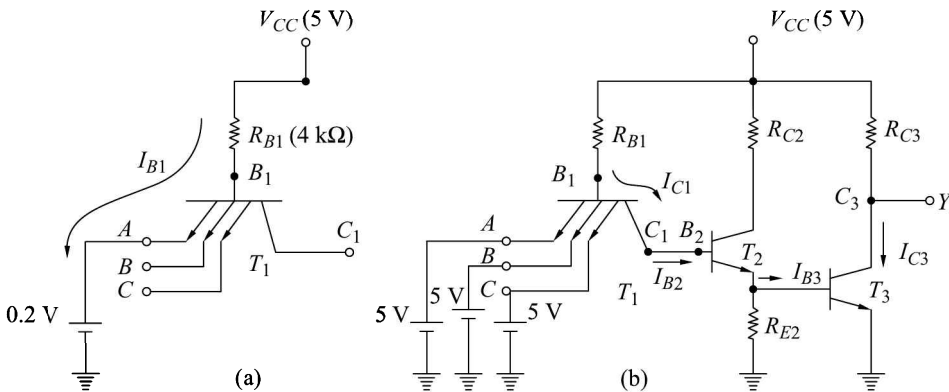 V_CC (5 V)
R_B1 (4 kΩ)
I_B1
B_1
A
B
C
T_1
C_1
0.2 V
(a)
V_CC (5 V)
R_B1
R_C2
R_C3
B_1
I_C1
C_3
Y
A
C_1
B_2
B
T_2
I_C3
C
I_B2
I_B3
T_1
T_3
5 V
5 V
5 V
R_E2
(b)